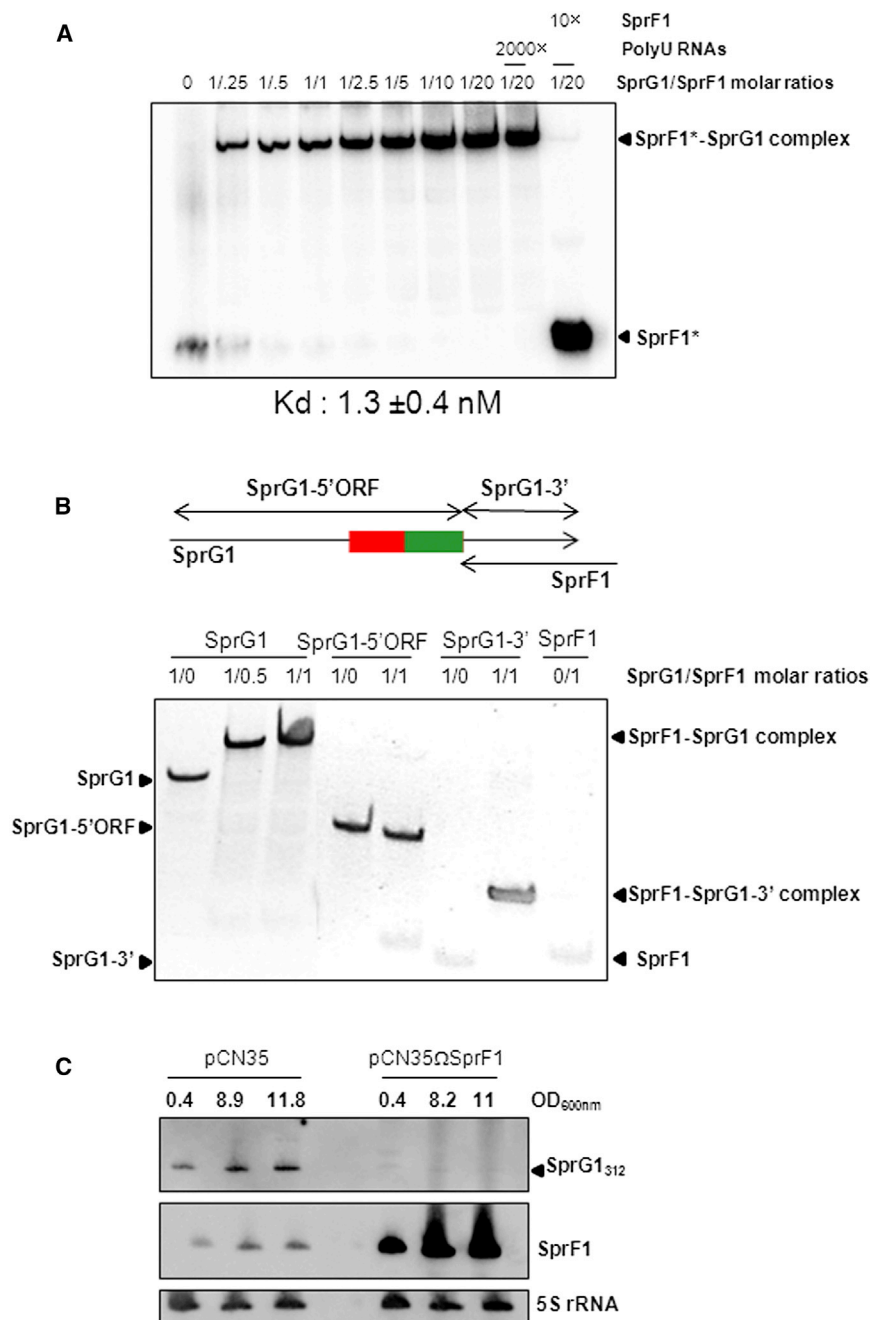 A
10× SprF1
2000× PolyU RNAs
0 1/.25 1/.5 1/1 1/2.5 1/5 1/10 1/20 1/20 1/20 SprG1/SprF1 molar ratios
SprF1*-SprG1 complex
SprF1*
Kd : 1.3 ±0.4 nM
B
SprG1-5'ORF SprG1-3'
SprG1
SprF1
SprG1 SprG1-5'ORF SprG1-3' SprF1
1/0 1/0.5 1/1 1/0 1/1 1/0 1/1 0/1 SprG1/SprF1 molar ratios
SprF1-SprG1 complex
SprG1
SprG1-5'ORF
SprF1-SprG1-3' complex
SprG1-3' SprF1
C
pCN35 pCN35ΩSprF1
0.4 8.9 11.8 0.4 8.2 11 OD600nm
SprG1312
SprF1
5S rRNA